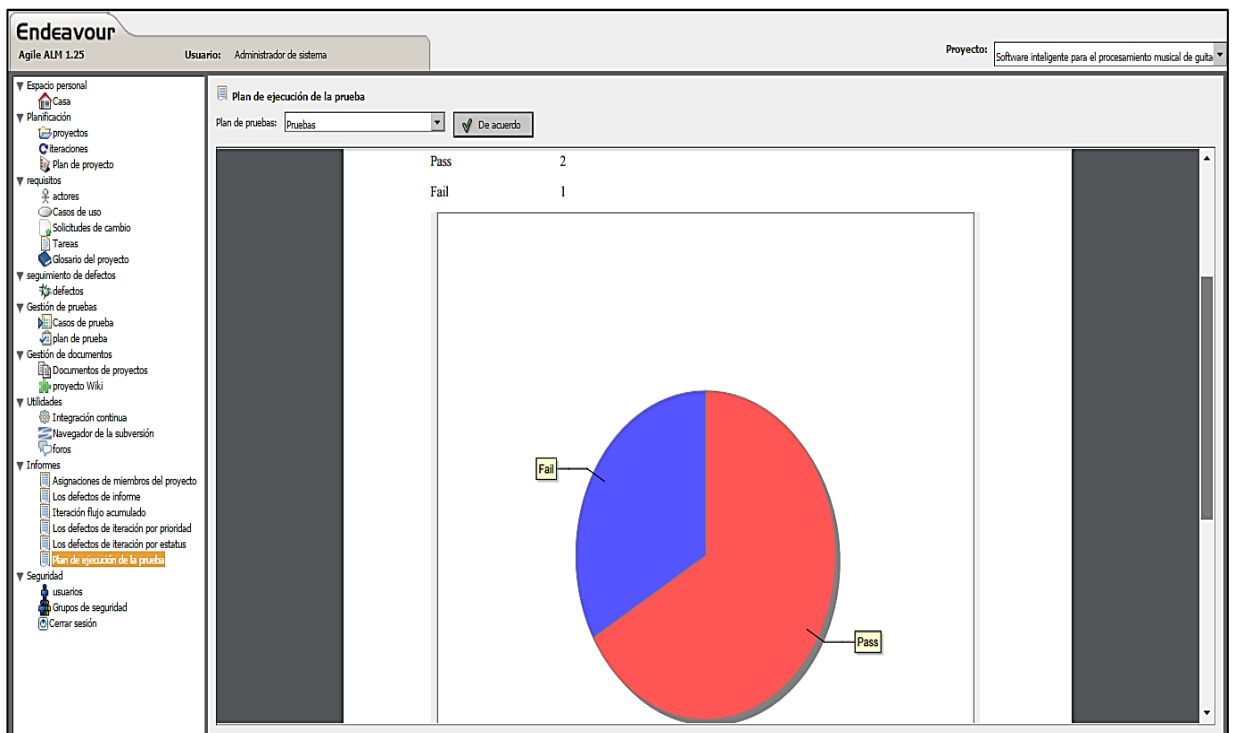 Endeavour
Agile ALM 1.25
Usuario: Administrador de sistema
Proyecto: Software inteligente para el procesamiento musical de guita
Espacio personal
Casa
Planificación
proyectos
iteraciones
Plan de proyecto
requisitos
actores
Casos de uso
Solicitudes de cambio
Tareas
Glosario del proyecto
seguimiento de defectos
defectos
Gestión de pruebas
Casos de prueba
plan de prueba
Gestión de documentos
Documentos de proyectos
proyecto Wiki
Utilidades
Integración continua
Navegador de la subversión
foros
Informes
Asignaciones de miembros del proyecto
Los defectos de informe
Iteración flujo acumulado
Los defectos de iteración por prioridad
Los defectos de iteración por estatus
Plan de ejecución de la prueba
Seguridad
usuarios
Grupos de seguridad
Cerrar sesión
Plan de ejecución de la prueba
Plan de pruebas: Pruebas De acuerdo
Pass 2
Fail 1
Fail
Pass